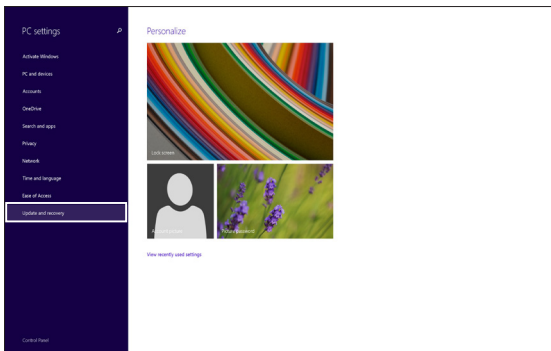 PC settings
Activate Windows
PC and devices
Accounts
OneDrive
Search and apps
Privacy
Network
Time and language
Ease of Access
Update and recovery
Control Panel
Personalize
Lock screen
Account picture
Picture password
View recently used settings